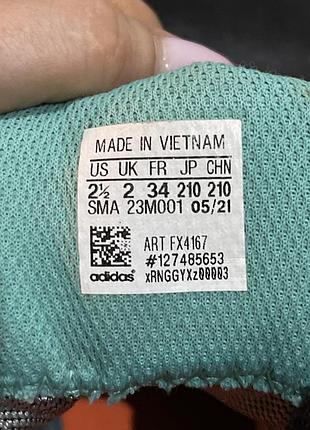 MADE IN VIETNAM
US UK FR JP CHN
2½ 2 34 210 210
SMA 23M001 05/21
ART FX4167
#127485653
adidas® xRNGGYXz00003